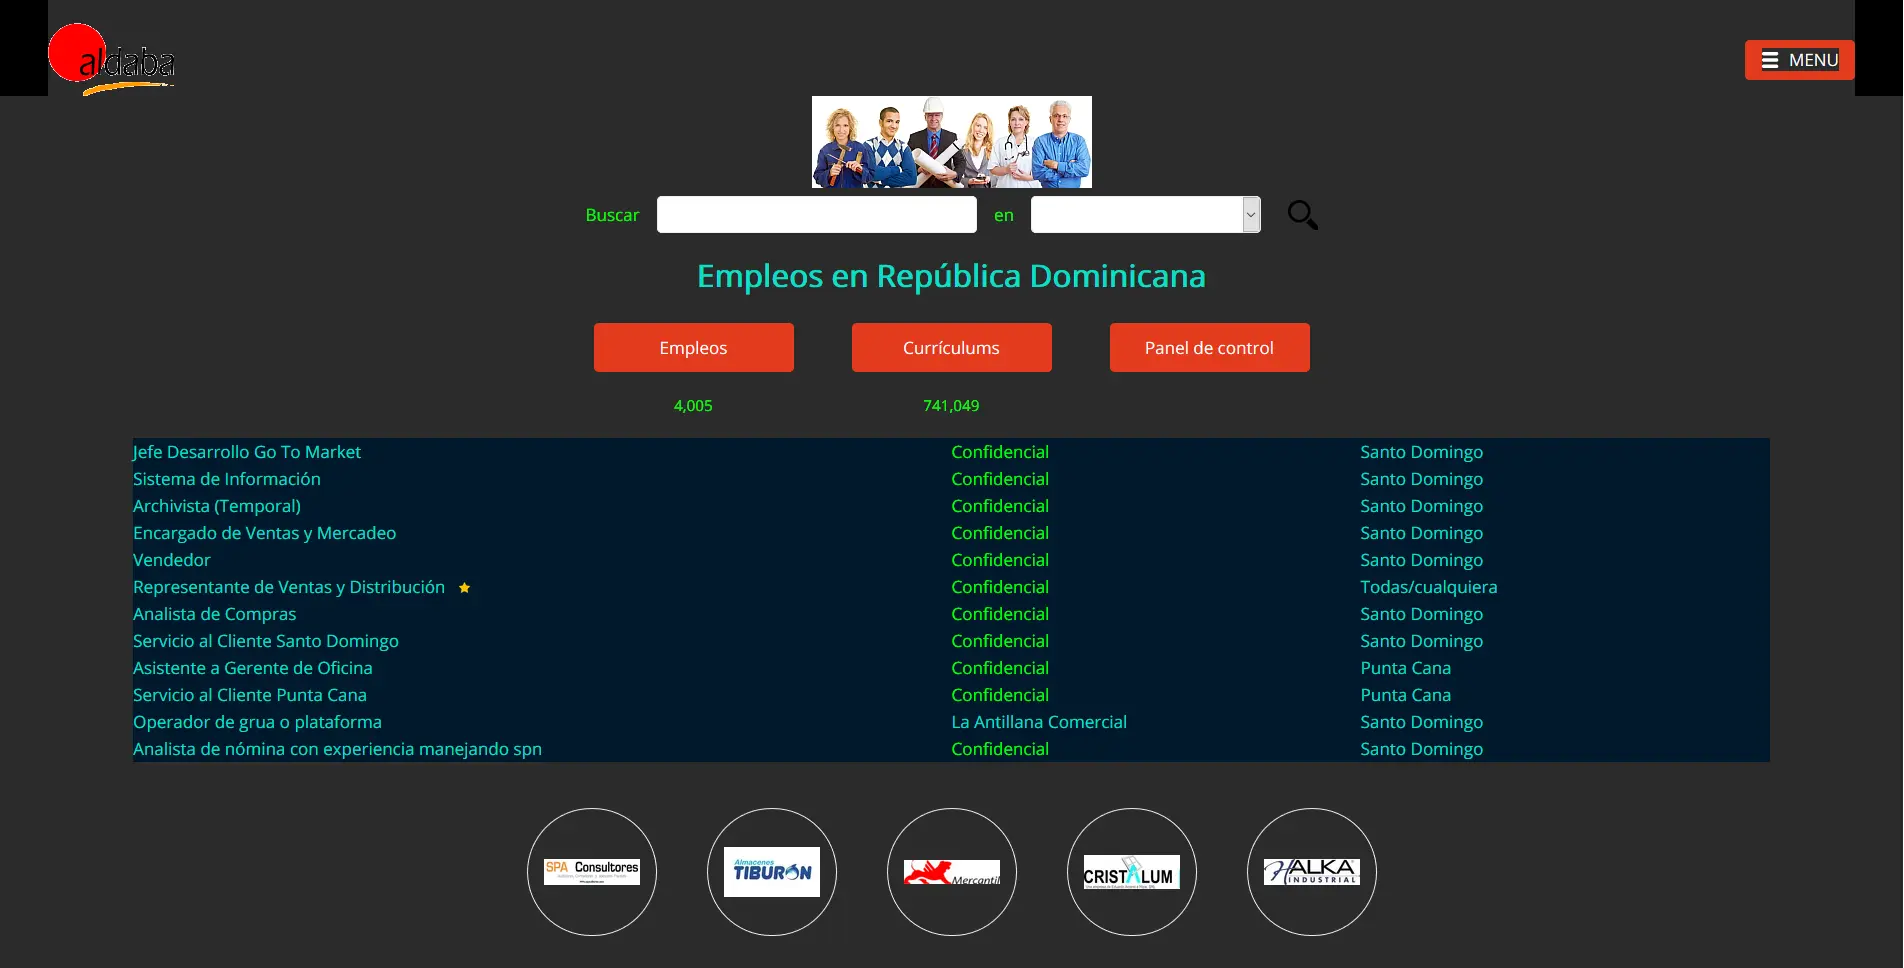 aldaba
MENU
Buscar
en
Empleos en República Dominicana
Empleos
Currículums
Panel de control
4,005
741,049
Jefe Desarrollo Go To Market Confidencial Santo Domingo
Sistema de Información Confidencial Santo Domingo
Archivista (Temporal) Confidencial Santo Domingo
Encargado de Ventas y Mercadeo Confidencial Santo Domingo
Vendedor Confidencial Santo Domingo
Representante de Ventas y Distribución Confidencial Todas/cualquiera
Analista de Compras Confidencial Santo Domingo
Servicio al Cliente Santo Domingo Confidencial Santo Domingo
Asistente a Gerente de Oficina Confidencial Punta Cana
Servicio al Cliente Punta Cana Confidencial Punta Cana
Operador de grua o plataforma La Antillana Comercial Santo Domingo
Analista de nómina con experiencia manejando spn Confidencial Santo Domingo
SPA Consultores
Almacenes
TIBURON
Mercantil
CRISTALUM
HALKA
INDUSTRIAL